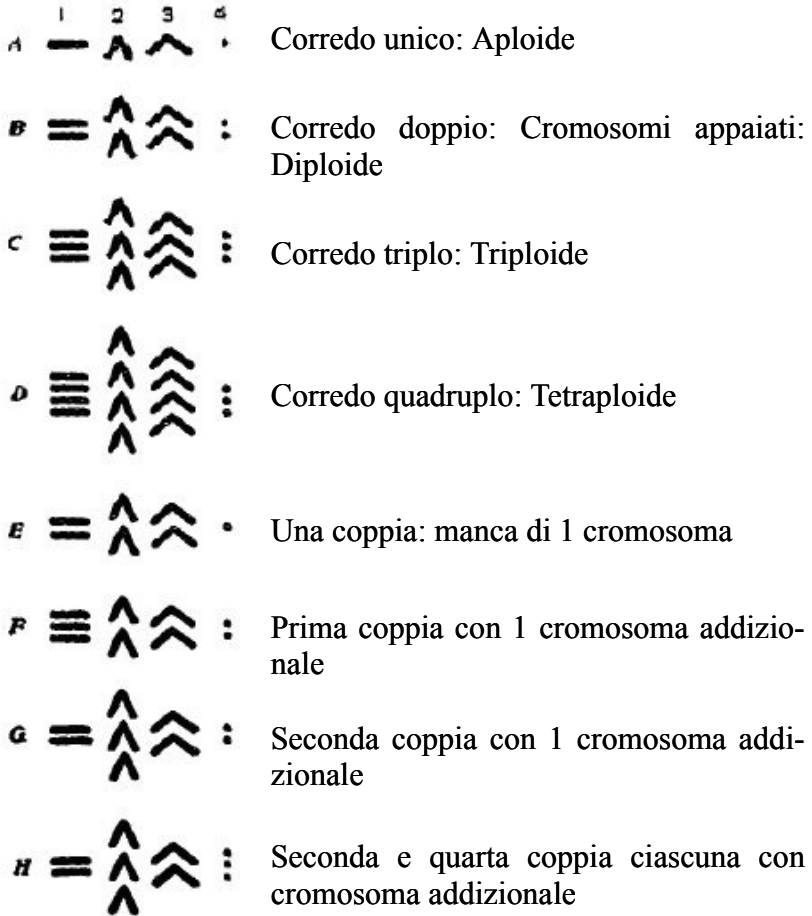 1 2 3 4
A Corredo unico: Aploide
B Corredo doppio: Cromosomi appaiati:
Diploide
C Corredo triplo: Triploide
D Corredo quadruplo: Tetraploide
E Una coppia: manca di 1 cromosoma
F Prima coppia con 1 cromosoma addizio-
nale
G Seconda coppia con 1 cromosoma addi-
zionale
H Seconda e quarta coppia ciascuna con
cromosoma addizionale